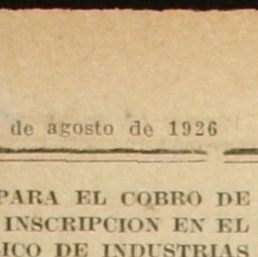 de agosto de 1926
PARA EL COBRO DE
INSCRIPCION EN EL
ICO DE INDUSTRIAS